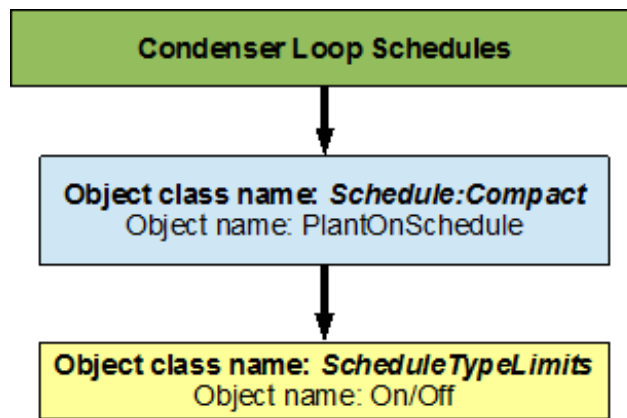 Condenser Loop Schedules
Object class name: Schedule:Compact
Object name: PlantOnSchedule
Object class name: ScheduleTypeLimits
Object name: On/Off